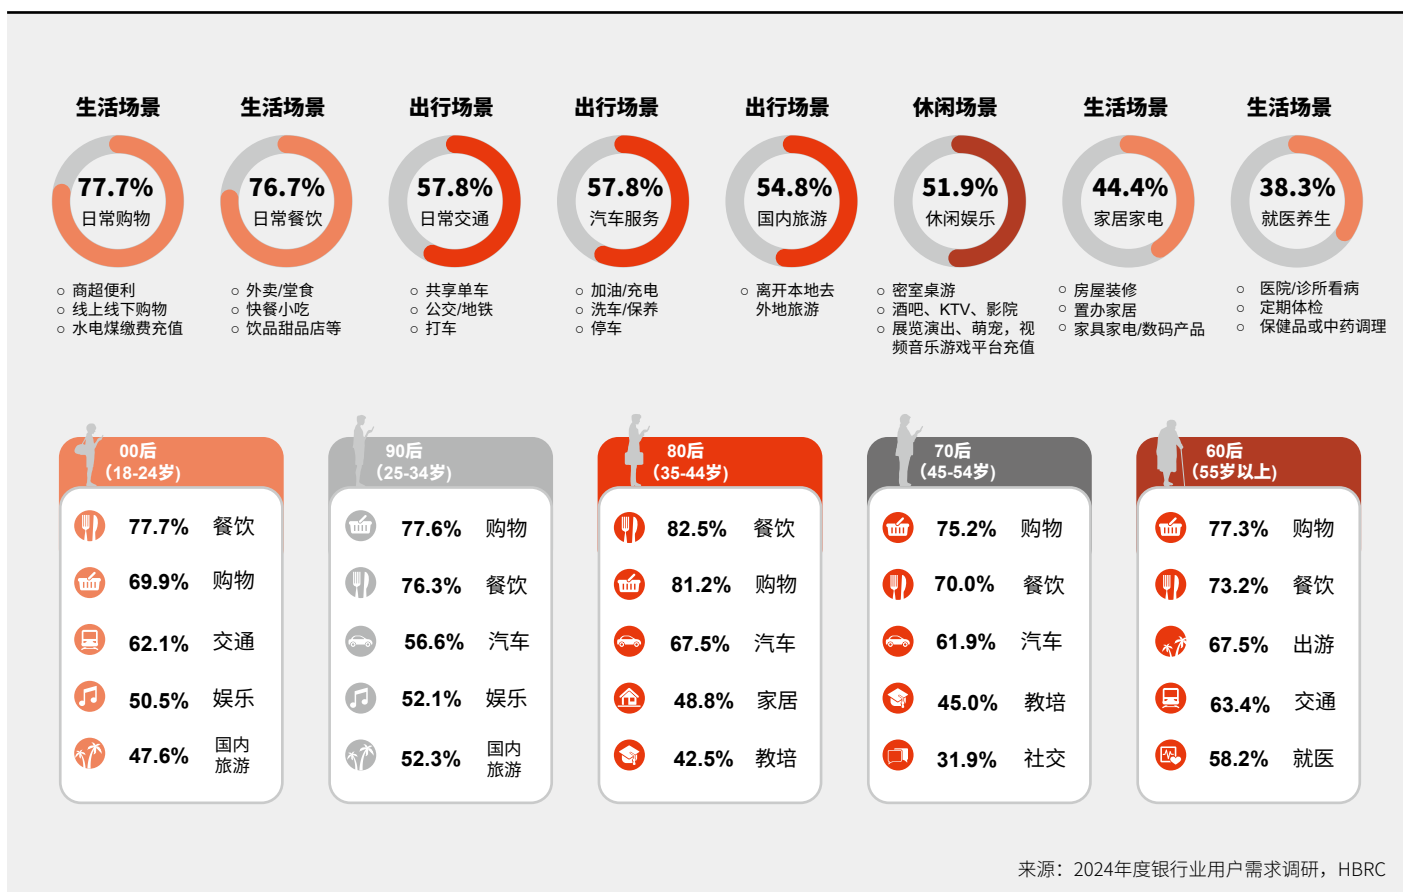 生活场景
77.7%
日常购物
商超便利
线上线下购物
水电煤缴费充值
生活场景
76.7%
日常餐饮
外卖/堂食
快餐小吃
饮品甜品店等
出行场景
57.8%
日常交通
共享单车
公交/地铁
打车
出行场景
57.8%
汽车服务
加油/充电
洗车/保养
停车
出行场景
54.8%
国内旅游
离开本地去
外地旅游
休闲场景
51.9%
休闲娱乐
密室桌游
酒吧、KTV、影院
展览演出、萌宠，视
频音乐游戏平台充值
生活场景
44.4%
家居家电
房屋装修
置办家居
家具家电/数码产品
生活场景
38.3%
就医养生
医院/诊所看病
定期体检
保健品或中药调理
00后
（18-24岁）
77.7% 餐饮
69.9% 购物
62.1% 交通
50.5% 娱乐
47.6% 国内
旅游
90后
（25-34岁）
77.6% 购物
76.3% 餐饮
56.6% 汽车
52.1% 娱乐
52.3% 国内
旅游
80后
（35-44岁）
82.5% 餐饮
81.2% 购物
67.5% 汽车
48.8% 家居
42.5% 教培
70后
（45-54岁）
75.2% 购物
70.0% 餐饮
61.9% 汽车
45.0% 教培
31.9% 社交
60后
（55岁以上）
77.3% 购物
73.2% 餐饮
67.5% 出游
63.4% 交通
58.2% 就医
来源：2024年度银行业用户需求调研，HBRC